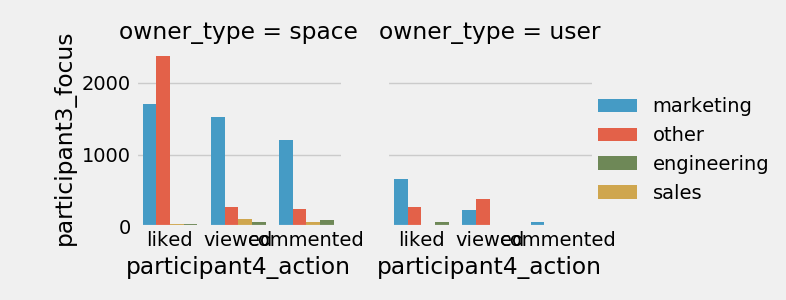 owner_type = space
owner_type = user
participant3_focus
2000
1000
0
liked
viewed
commented
liked
viewed
commented
participant4_action
participant4_action
marketing
other
engineering
sales